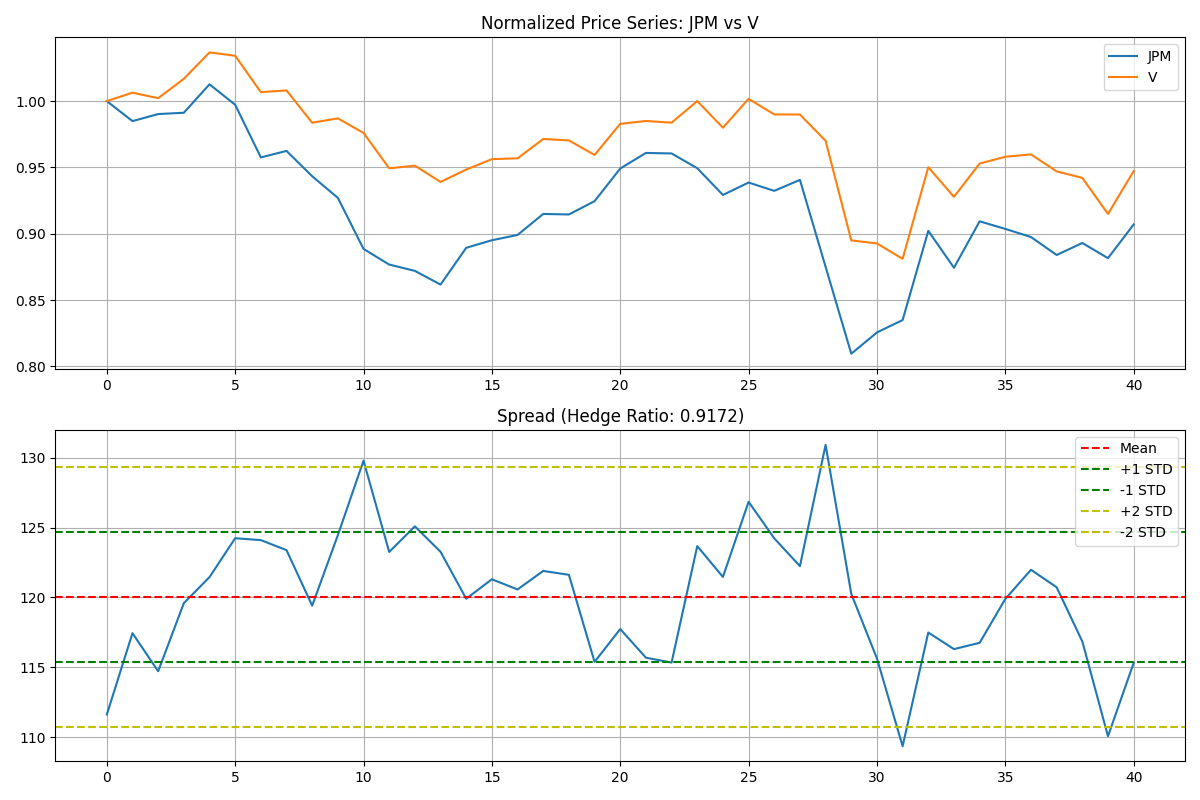 Normalized Price Series: JPM vs V
JPM
V
1.00
0.95
0.90
0.85
0.80
0 5 10 15 20 25 30 35 40
Spread (Hedge Ratio: 0.9172)
Mean
+1 STD
-1 STD
+2 STD
-2 STD
130
125
120
115
110
0 5 10 15 20 25 30 35 40